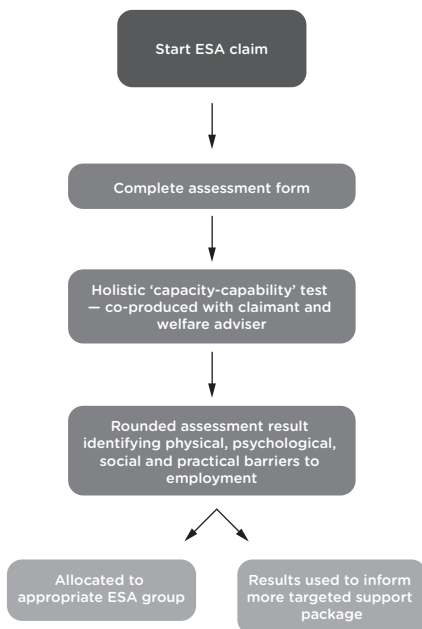 Start ESA claim
Complete assessment form
Holistic ‘capacity-capability’ test
— co-produced with claimant and
welfare adviser
Rounded assessment result
identifying physical, psychological,
social and practical barriers to
employment
Allocated to
appropriate ESA group
Results used to inform
more targeted support
package